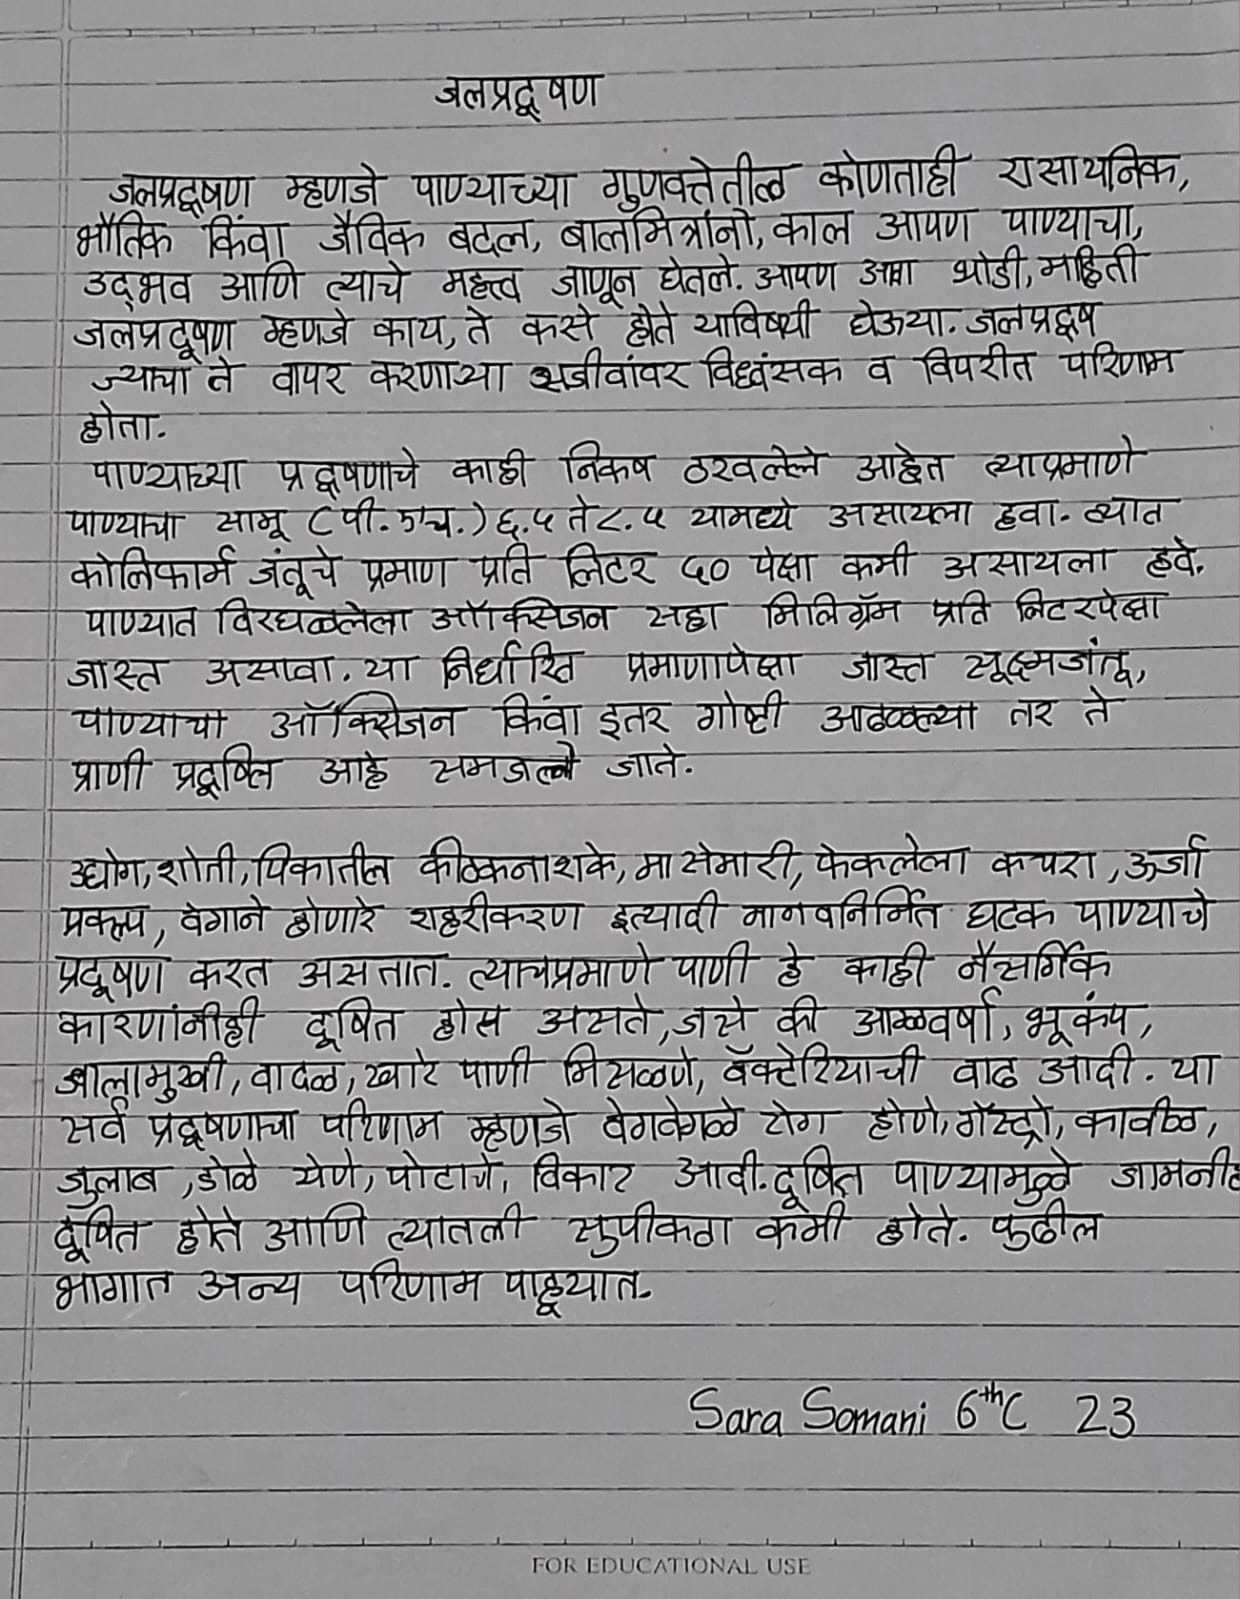 जलप्रद्वूषण
जलप्रद्वूषण म्हणजे पाण्याच्या गुणवत्तेतील कोणताही रासायनिक,
भौतिक किंवा जैविक बदल, बालमित्रांनो, काल आपण पाण्याचा,
उद्भव आणि त्याचे महत्त्व जाणून घेतले. आपण थोडी, महिती
जलप्रदूषण म्हणजे काय, ते कसे होते याविषयी घेऊया. जलप्रद्वूष
ज्याचा ते वापर करणाऱ्या सजीवांवर विध्वंसक व विपरीत परिणाम
होता.
पाण्याच्या प्रद्वूषणाचे काही निकष ठरवलेले आहेत त्याप्रमाणे
पाण्याचा सामू (पी.एच.) ६.५ ते ८.५ यामध्ये असायला हवा. त्यात
कोलिफार्म जंतूचे प्रमाण प्रति लिटर ५० पेक्षा कमी असायला हवे.
पाण्यात विरघळलेला ऑक्सिजन सहा मिलिग्रॅम प्रति लिटरपेक्षा
जास्त असावा. या निर्धारित प्रमाणापेक्षा जास्त सूक्ष्मजंतू,
पाण्याचा ऑक्सिजन किंवा इतर गोष्टी आढळल्या तर ते
प्राणी प्रद्वूषित आहे समजले जाते.
उद्योग, शोती, पिकातील कीटकनाशके, मासेमारी, फेकलेला कचरा, ऊर्जा
प्रकल्प, वेगाने होणारे शहरीकरण इत्यादी मानवनिर्मित घटक पाण्याचे
प्रदूषण करत असतात. त्याचप्रमाणे पाणी हे काही नैसर्गिक
कारणांनीही दूषित होस असते, जसे की आळवर्षा, भूकंप,
ज्वालामुखी, वादळ, खारे पाणी मिसळणे, बॅक्टेरियाची वाढ आदी. या
सर्व प्रद्वूषणाचा परिणाम म्हणजे वेगवेगळे रोग होणे, गॅस्ट्रो, कावीळ,
जुलाब, डोळे येणे, पोटाचे, विकार आदी. दूषित पाण्यामुळे जामनीह
दूषित होते आणि त्यातली सुपीकता कमी होते. पुढील
भागात अन्य परिणाम पाहूयात.
Sara Somani 6th C 23
FOR EDUCATIONAL USE